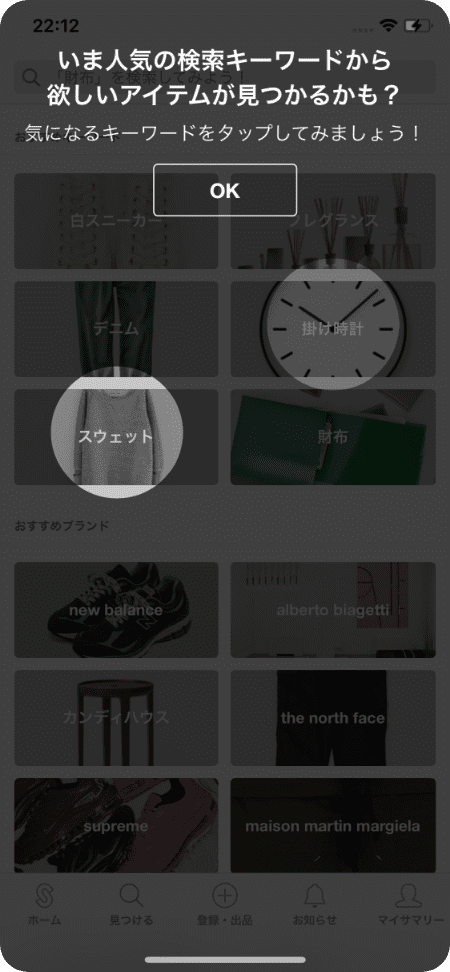 22:12
いま人気の検索キーワードから
欲しいアイテムが見つかるかも？
「財布」を検索してみよう！
気になるキーワードをタップしてみましょう！
OK
白スニーカー
フレグランス
デニム
掛け時計
スウェット
財布
おすすめブランド
new balance
alberto biagetti
カンディハウス
the north face
supreme
maison martin margiela
ホーム
見つける
登録・出品
お知らせ
マイサマリー